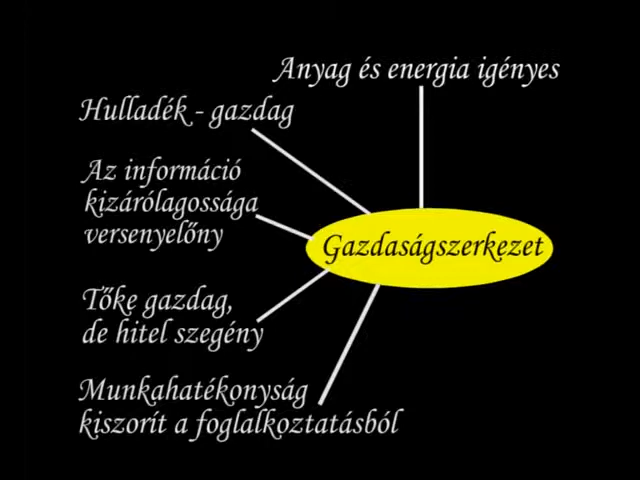 Anyag és energia igényes
Hulladék - gazdag
Az információ
kizárólagossága
versenyelőny
Gazdaságszerkezet
Tőke gazdag,
de hitel szegény
Munkahatékonyság
kiszorít a foglalkoztatásból